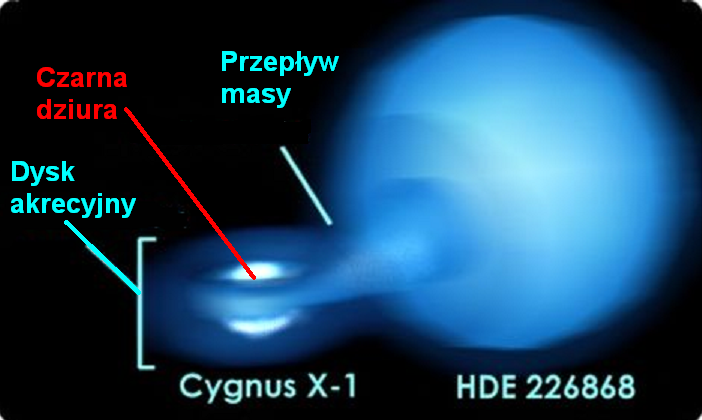 Przepływ
masy
Czarna
dziura
Dysk
akrecyjny
Cygnus X-1
HDE 226868